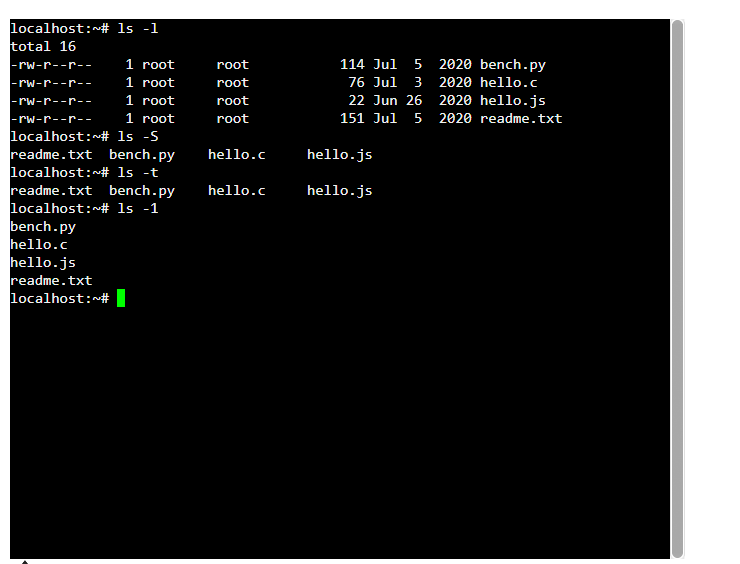 localhost:~# ls -l
total 16
-rw-r--r--    1 root     root           114 Jul  5  2020 bench.py
-rw-r--r--    1 root     root            76 Jul  3  2020 hello.c
-rw-r--r--    1 root     root            22 Jun 26  2020 hello.js
-rw-r--r--    1 root     root           151 Jul  5  2020 readme.txt
localhost:~# ls -S
readme.txt  bench.py    hello.c     hello.js
localhost:~# ls -t
readme.txt  bench.py    hello.c     hello.js
localhost:~# ls -1
bench.py
hello.c
hello.js
readme.txt
localhost:~#